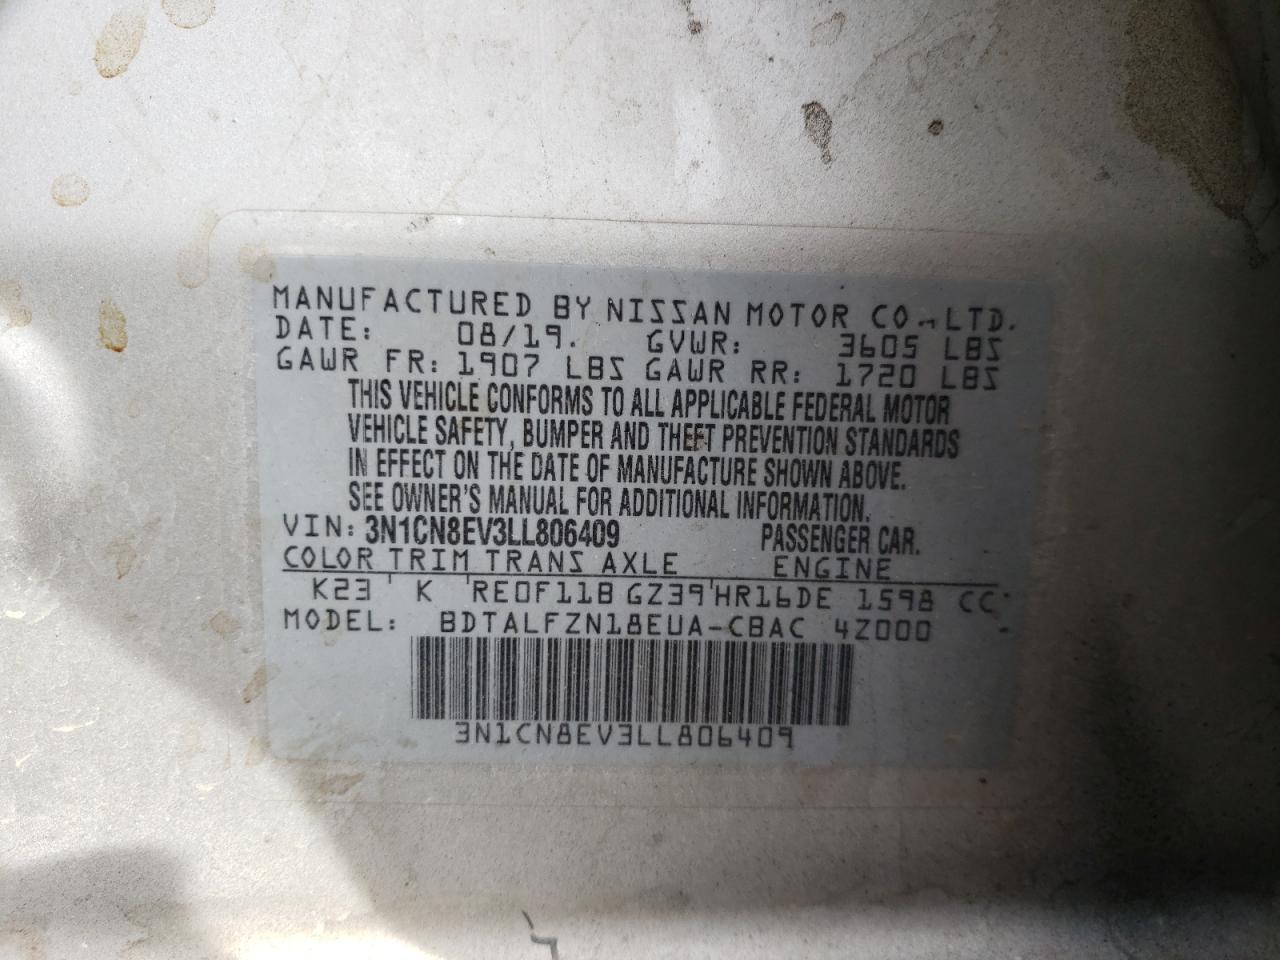 MANUFACTURED BY NISSAN MOTOR CO.,LTD.
DATE: 08/19. GVWR: 3605 LBS
GAWR FR: 1907 LBS GAWR RR: 1720 LBS
THIS VEHICLE CONFORMS TO ALL APPLICABLE FEDERAL MOTOR
VEHICLE SAFETY, BUMPER AND THEFT PREVENTION STANDARDS
IN EFFECT ON THE DATE OF MANUFACTURE SHOWN ABOVE.
SEE OWNER'S MANUAL FOR ADDITIONAL INFORMATION.
VIN: 3N1CN8EV3LL806409 PASSENGER CAR.
COLOR TRIM TRANS AXLE ENGINE
K23 K RE0F11B GZ39 HR16DE 1598 CC
MODEL: BDTALFZN18EUA-CBAC 4Z000
3N1CN8EV3LL806409